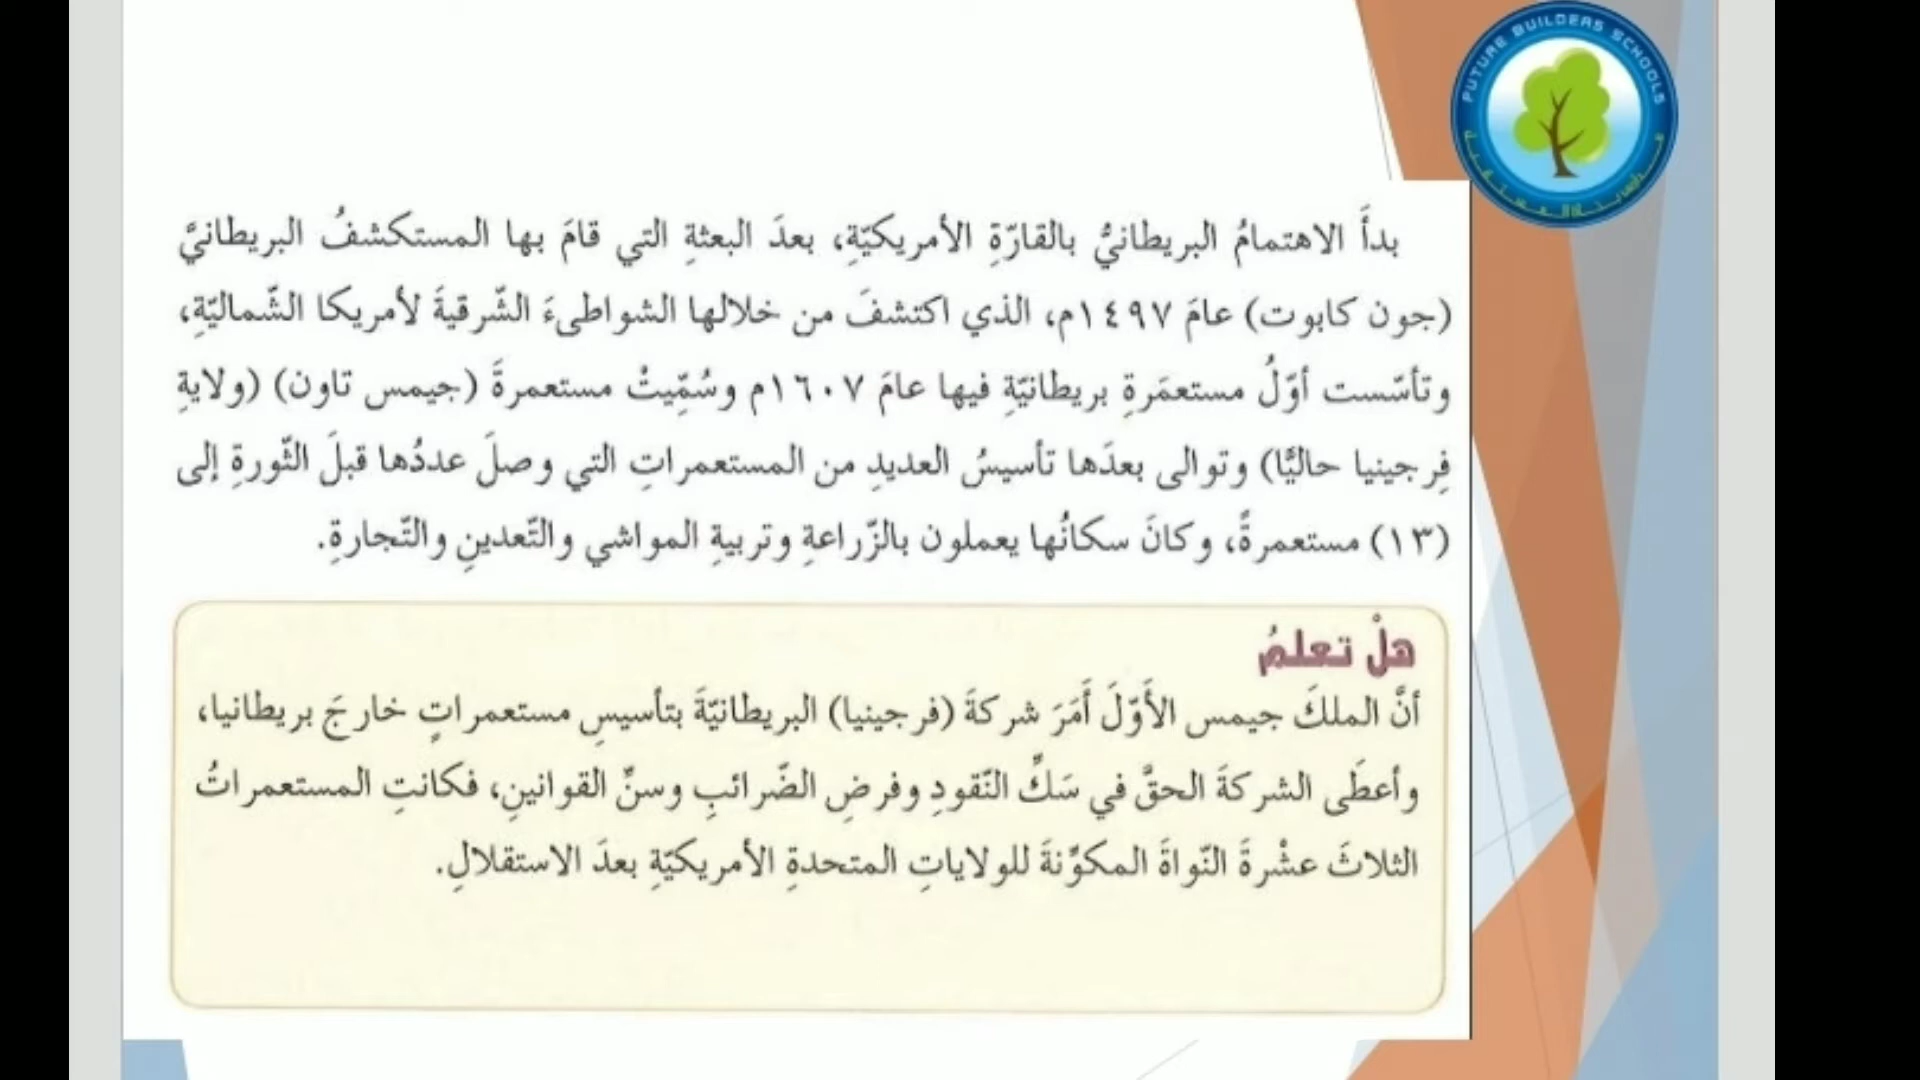 FUTURE BUILDERS SCHOOLS
بدأَ الاهتمامُ البريطانيُّ بالقارّةِ الأمريكيّةِ، بعدَ البعثةِ التي قامَ بها المستكشفُ البريطانيَّ
(جون كابوت) عامَ ١٤٩٧م، الذي اكتشفَ من خلالها الشواطىءَ الشّرقيةَ لأمريكا الشّماليّةِ،
وتأسّست أوّلُ مستعمَرةٍ بريطانيّةِ فيها عامَ ١٦٠٧م وسُمِّيتْ مستعمرةَ (جيمس تاون) (ولايةِ
فِرجينيا حاليًّا) وتوالى بعدَها تأسيسُ العديدِ من المستعمراتِ التي وصلَ عددُها قبلَ الثّورةِ إلى
(١٣) مستعمرةً، وكانَ سكانُها يعملون بالزّراعةِ وتربيةِ المواشي والتّعدينِ والتّجارةِ.
هلْ تعلمُ
أنَّ الملكَ جيمس الأَوّلَ أَمَرَ شركةَ (فرجينيا) البريطانيّةَ بتأسيسِ مستعمراتٍ خارجَ بريطانيا،
وأعطَى الشركةَ الحقَّ في سَكِّ النّقودِ وفرضِ الضّرائبِ وسنِّ القوانينِ، فكانتِ المستعمراتُ
الثلاثَ عشْرةَ النّواةَ المكوِّنةَ للولاياتِ المتحدةِ الأمريكيّةِ بعدَ الاستقلالِ.